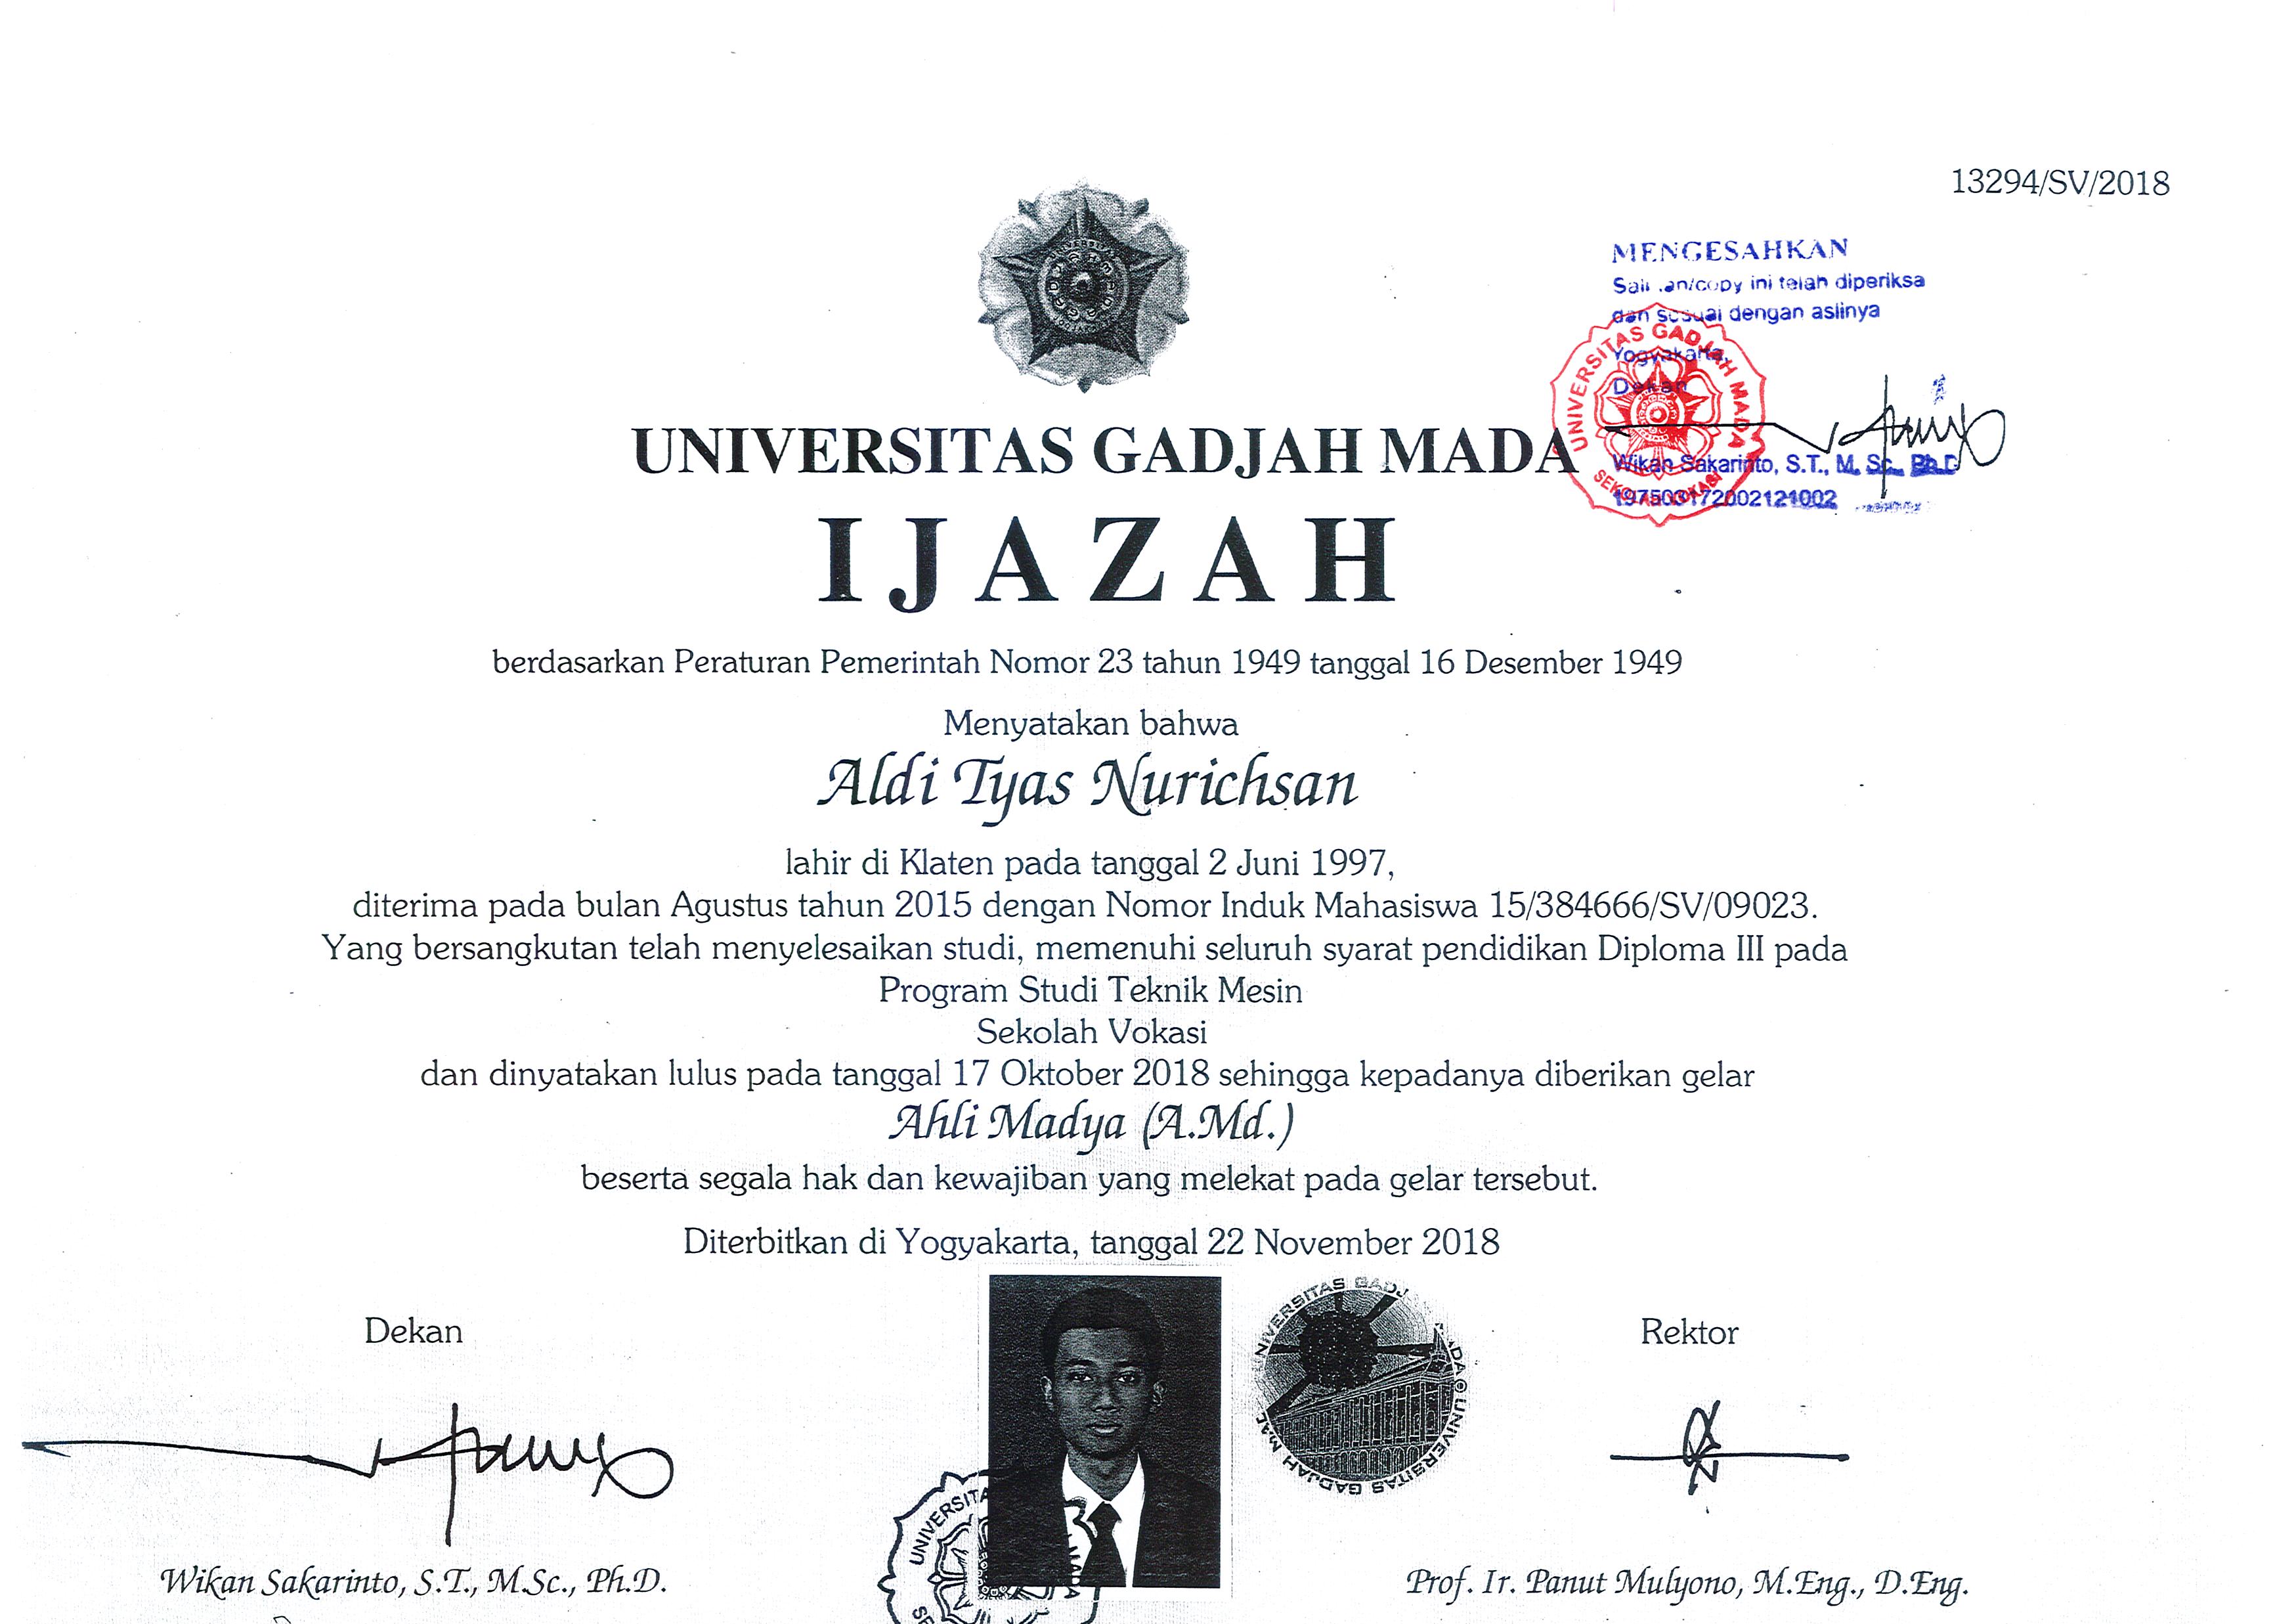 13294/SV/2018
MENGESAHKAN
ini telah diperiksa
dan sesuai dengan aslinya
Yogyakarta,
Dekan
UNIVERSITAS GADJAH MADA
SEKOLAH VOKASI
Wikan Sakarinto, S.T., M. Sc. Ph.D
197503172002121002
UNIVERSITAS GADJAH MADA
IJAZAH
berdasarkan Peraturan Pemerintah Nomor 23 tahun 1949 tanggal 16 Desember 1949
Menyatakan bahwa
Aldi Tyas Nurichsan
lahir di Klaten pada tanggal 2 Juni 1997,
diterima pada bulan Agustus tahun 2015 dengan Nomor Induk Mahasiswa 15/384666/SV/09023.
Yang bersangkutan telah menyelesaikan studi, memenuhi seluruh syarat pendidikan Diploma III pada
Program Studi Teknik Mesin
Sekolah Vokasi
dan dinyatakan lulus pada tanggal 17 Oktober 2018 sehingga kepadanya diberikan gelar
Ahli Madya (A.Md.)
beserta segala hak dan kewajiban yang melekat pada gelar tersebut.
Diterbitkan di Yogyakarta, tanggal 22 November 2018
Dekan
Rektor
UNIVERSITAS GADJAH
Wikan Sakarinto, S.T., M.Sc., Ph.D.
Prof. Ir. Panut Mulyono, M.Eng., D.Eng.